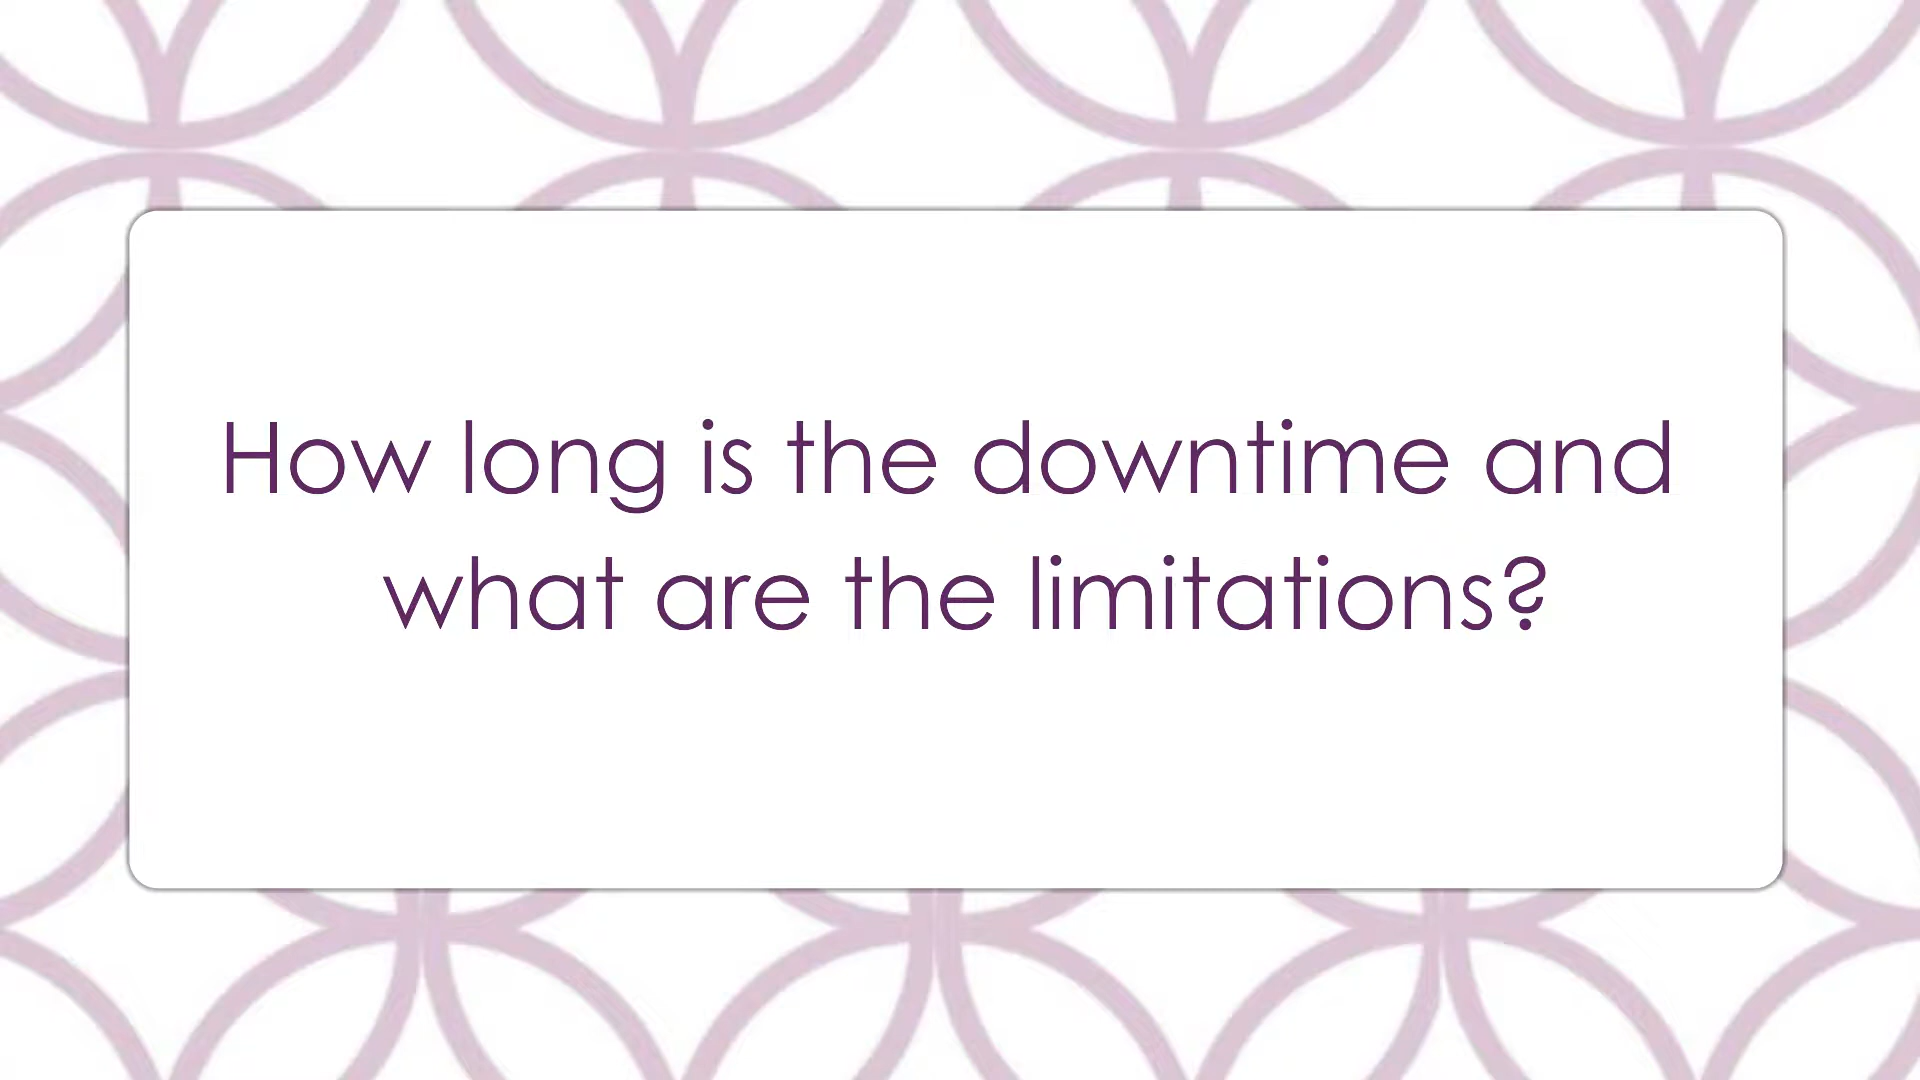 How long is the downtime and
what are the limitations?